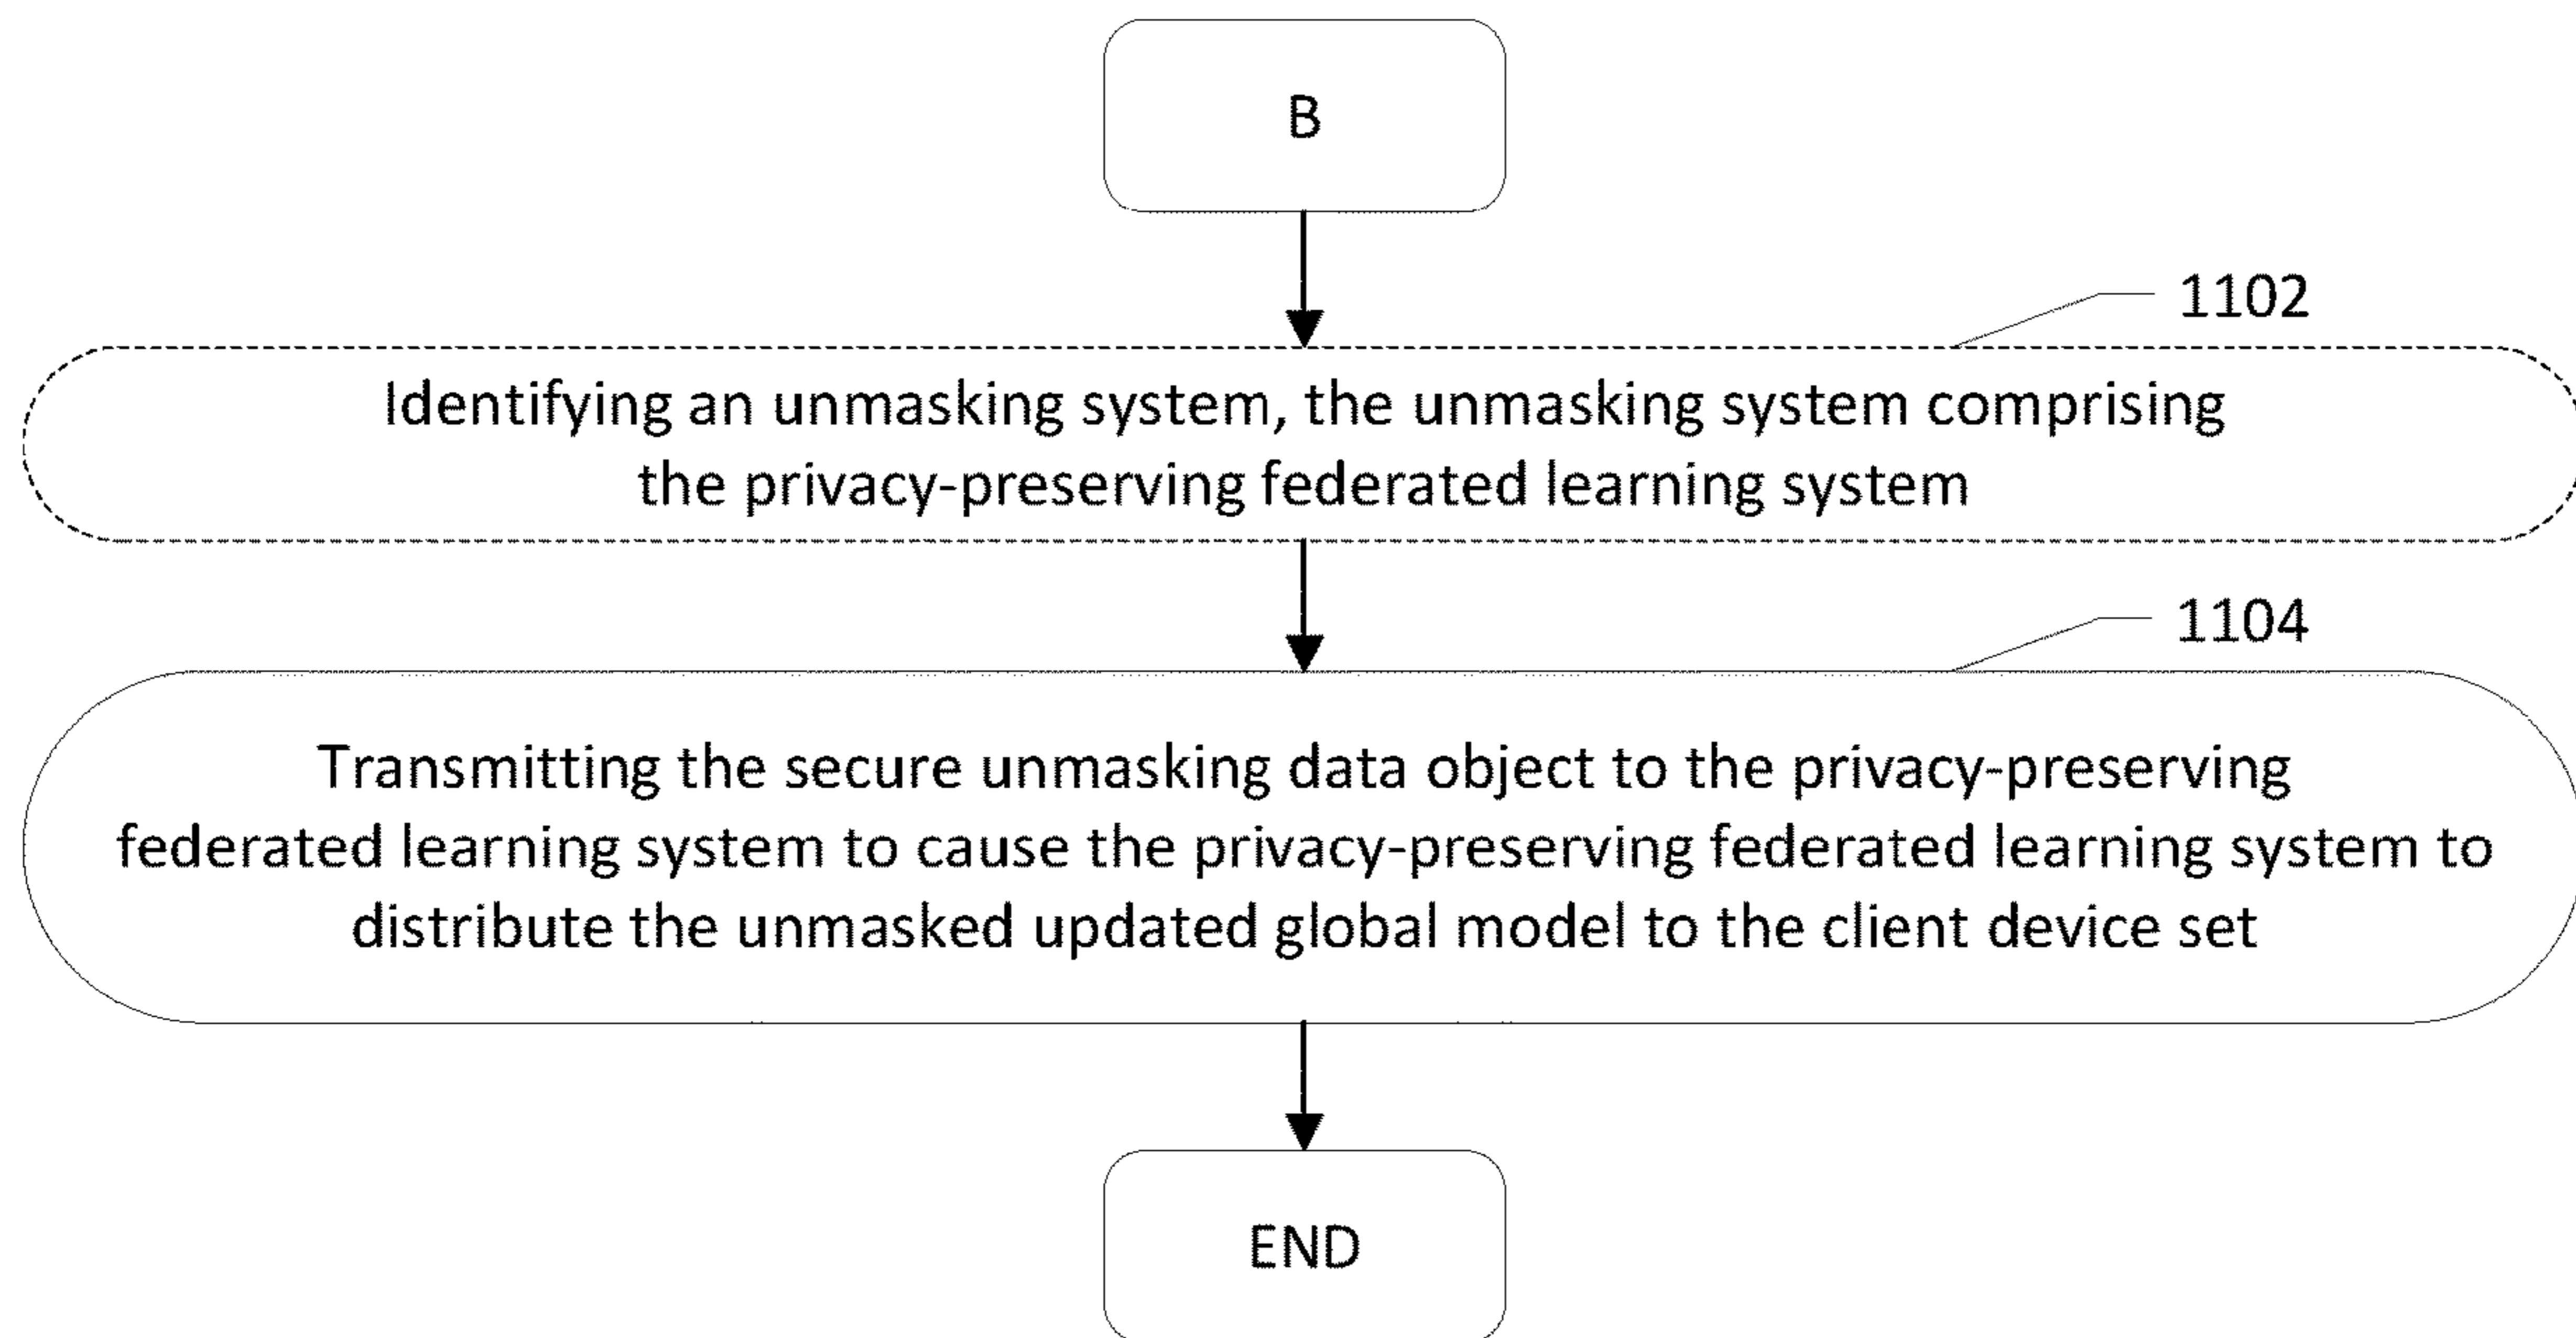 B
1102
Identifying an unmasking system, the unmasking system comprising
the privacy-preserving federated learning system
1104
Transmitting the secure unmasking data object to the privacy-preserving
federated learning system to cause the privacy-preserving federated learning system to
distribute the unmasked updated global model to the client device set
END